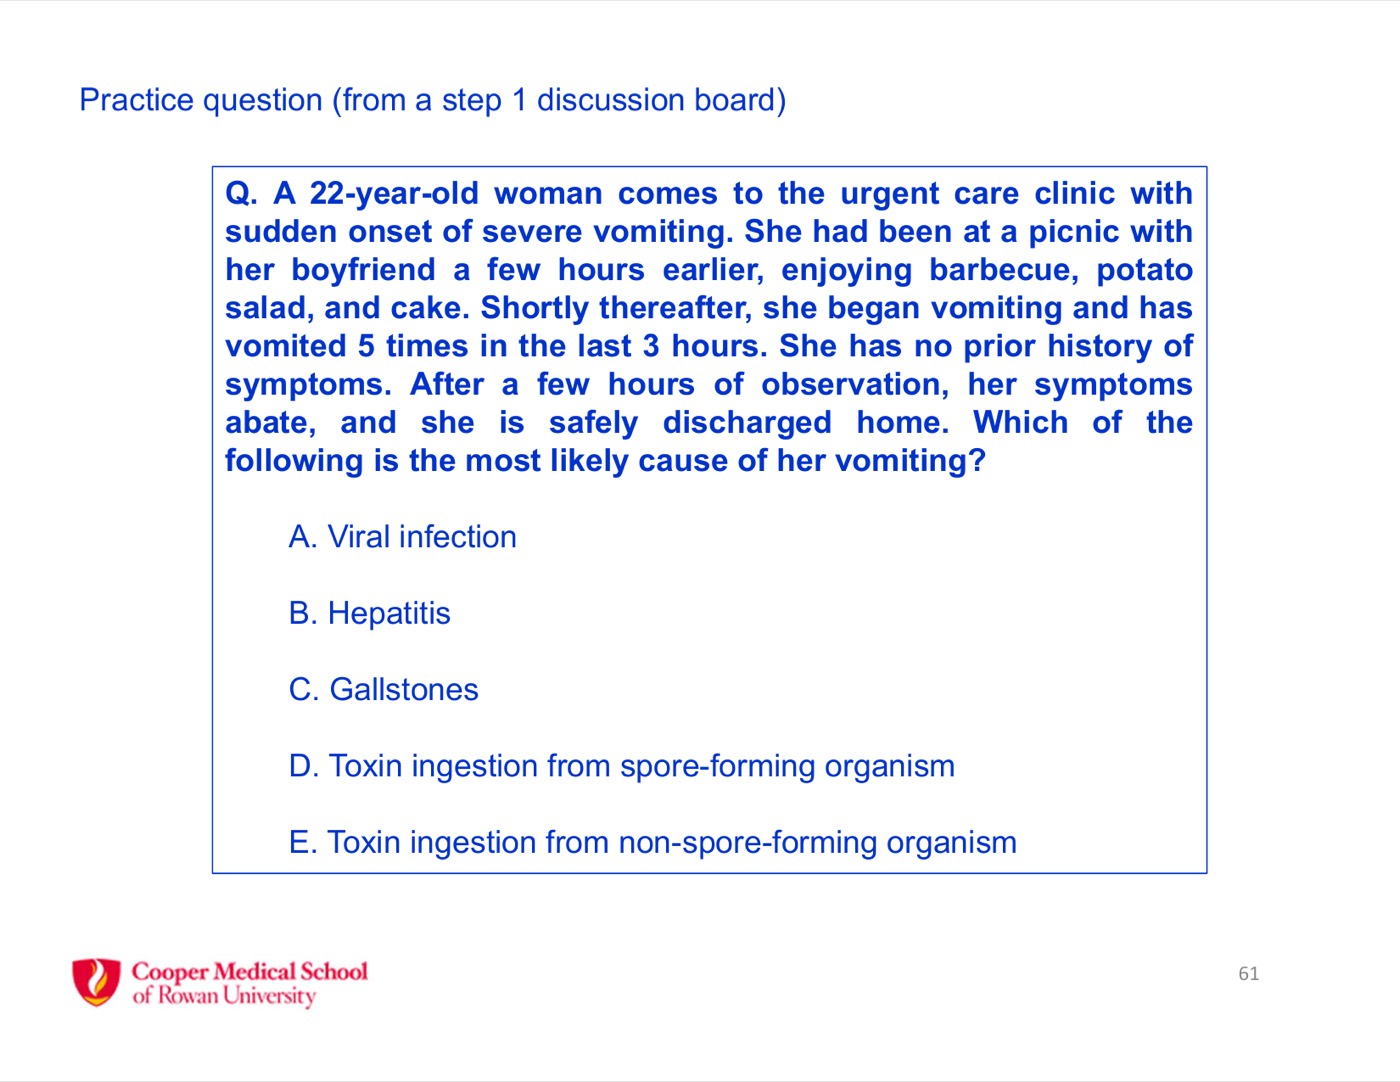 Practice question (from a step 1 discussion board)
Q. A 22-year-old woman comes to the urgent care clinic with
sudden onset of severe vomiting. She had been at a picnic with
her boyfriend a few hours earlier, enjoying barbecue, potato
salad, and cake. Shortly thereafter, she began vomiting and has
vomited 5 times in the last 3 hours. She has no prior history of
symptoms. After a few hours of observation, her symptoms
abate, and she is safely discharged home. Which of the
following is the most likely cause of her vomiting?
A. Viral infection
B. Hepatitis
C. Gallstones
D. Toxin ingestion from spore-forming organism
E. Toxin ingestion from non-spore-forming organism
Cooper Medical School
of Rowan University
61